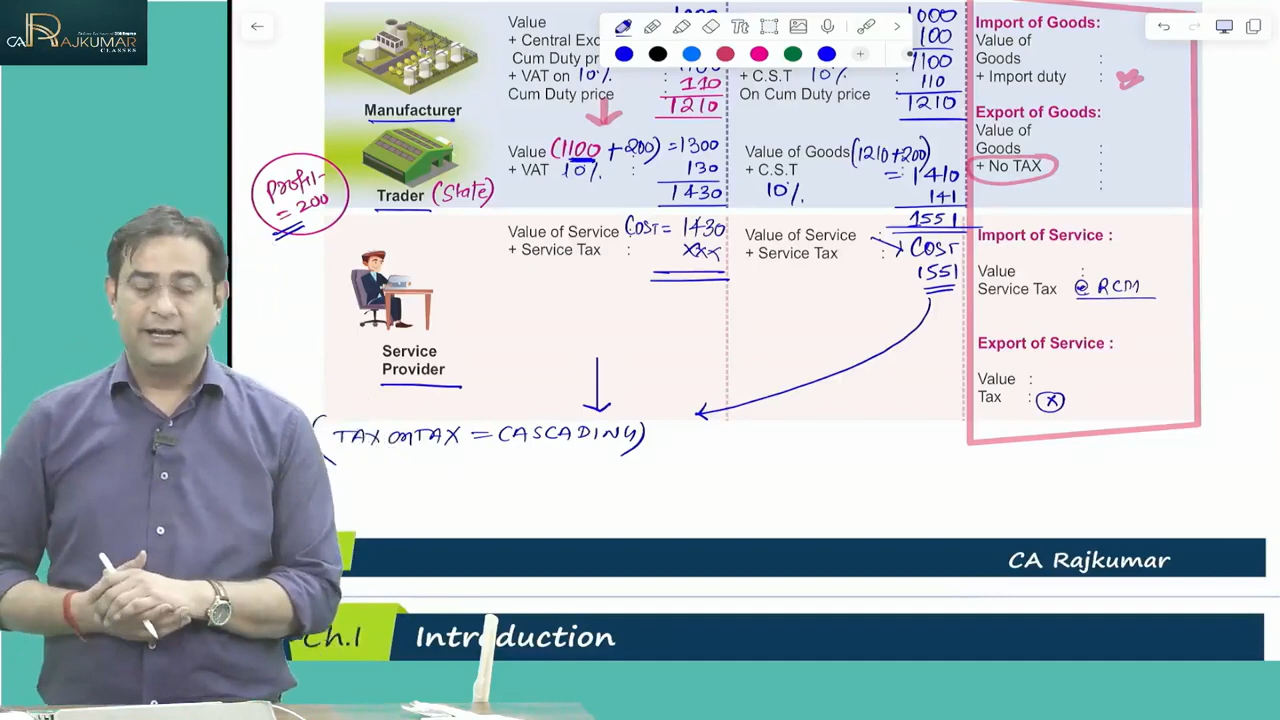 CA RAJKUMAR
CLASSES
Value
+ Central Exc
Cum Duty price
+ VAT on 10%
110
Cum Duty price
1210
1000
100
1100
+ C.S.T 10% : 110
On Cum Duty price : 1210
Import of Goods:
Value of
Goods :
+ Import duty :
Export of Goods:
Value of
Goods :
+ No TAX :
:
Manufacturer
Value (1100 + 200) = 1300
+ VAT 10% : 130
1430
Value of Goods (1210 + 200)
= 1410
+ C.S.T
10% 141
1551
Trader (State)
Profit
= 200
Value of Service COST = 1430
+ Service Tax : xxx
Value of Service : COST
+ Service Tax : 1551
Import of Service :
Value :
Service Tax @ RCM
Export of Service :
Value :
Tax : x
Service
Provider
(TAX ON TAX = CASCADING)
CA Rajkumar
Ch.1 Introduction